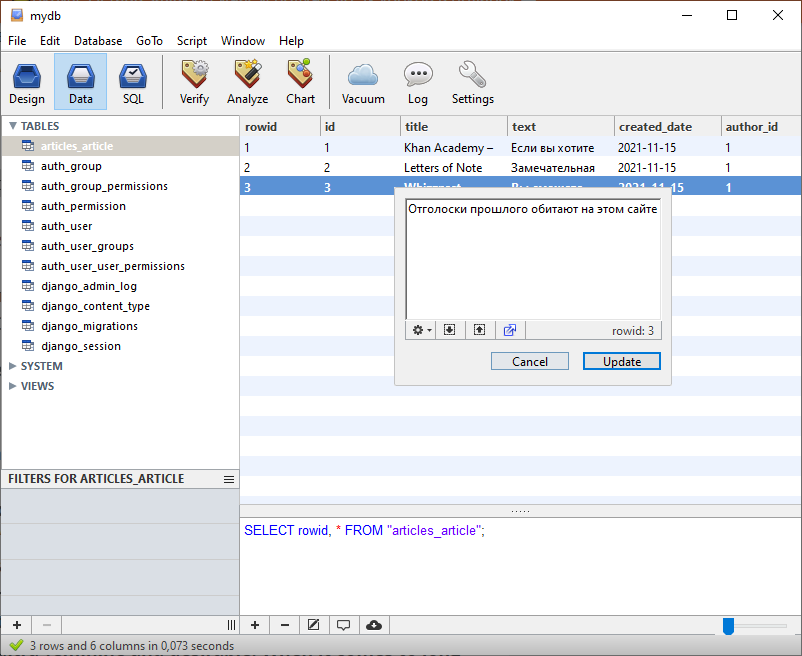 mydb
File Edit Database GoTo Script Window Help
Design Data SQL Verify Analyze Chart Vacuum Log Settings
TABLES
articles_article
auth_group
auth_group_permissions
auth_permission
auth_user
auth_user_groups
auth_user_user_permissions
django_admin_log
django_content_type
django_migrations
django_session
SYSTEM
VIEWS
FILTERS FOR ARTICLES_ARTICLE
rowid id title text created_date author_id
1 1 Khan Academy – Если вы хотите 2021-11-15 1
2 2 Letters of Note Замечательная 2021-11-15 1
3 3 2021-11-15 1
Отголоски прошлого обитают на этом сайте
rowid: 3
Cancel Update
SELECT rowid, * FROM "articles_article";
3 rows and 6 columns in 0,073 seconds